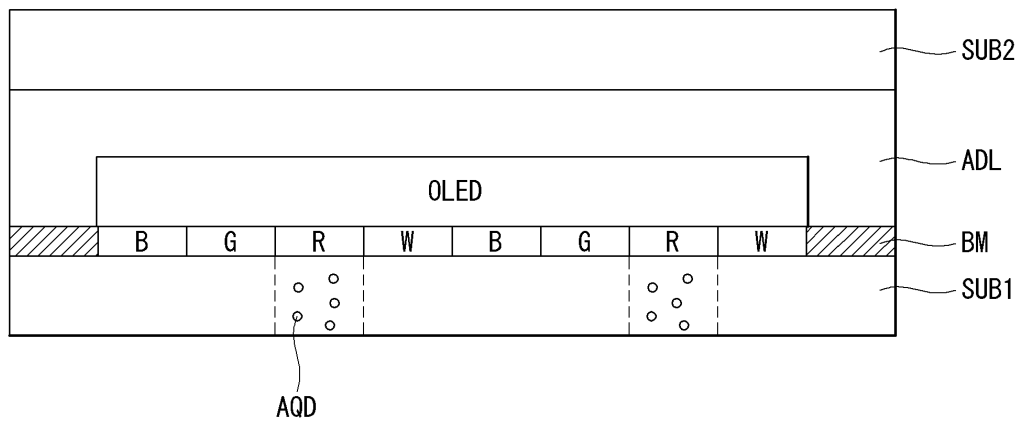 SUB2
ADL
OLED
B G R W B G R W
BM
SUB1
AQD